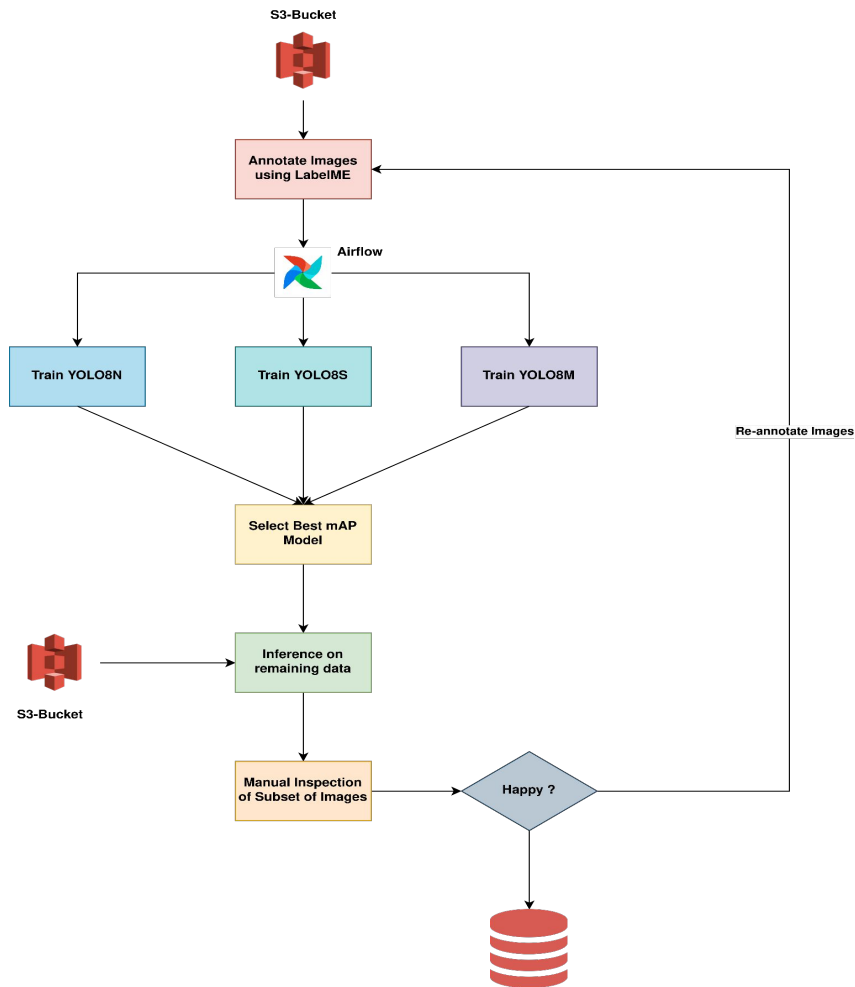 S3-Bucket
Annotate Images
using LabelME
Airflow
Train YOLO8N
Train YOLO8S
Train YOLO8M
Re-annotate Images
Select Best mAP
Model
Inference on
remaining data
S3-Bucket
Manual Inspection
of Subset of Images
Happy ?